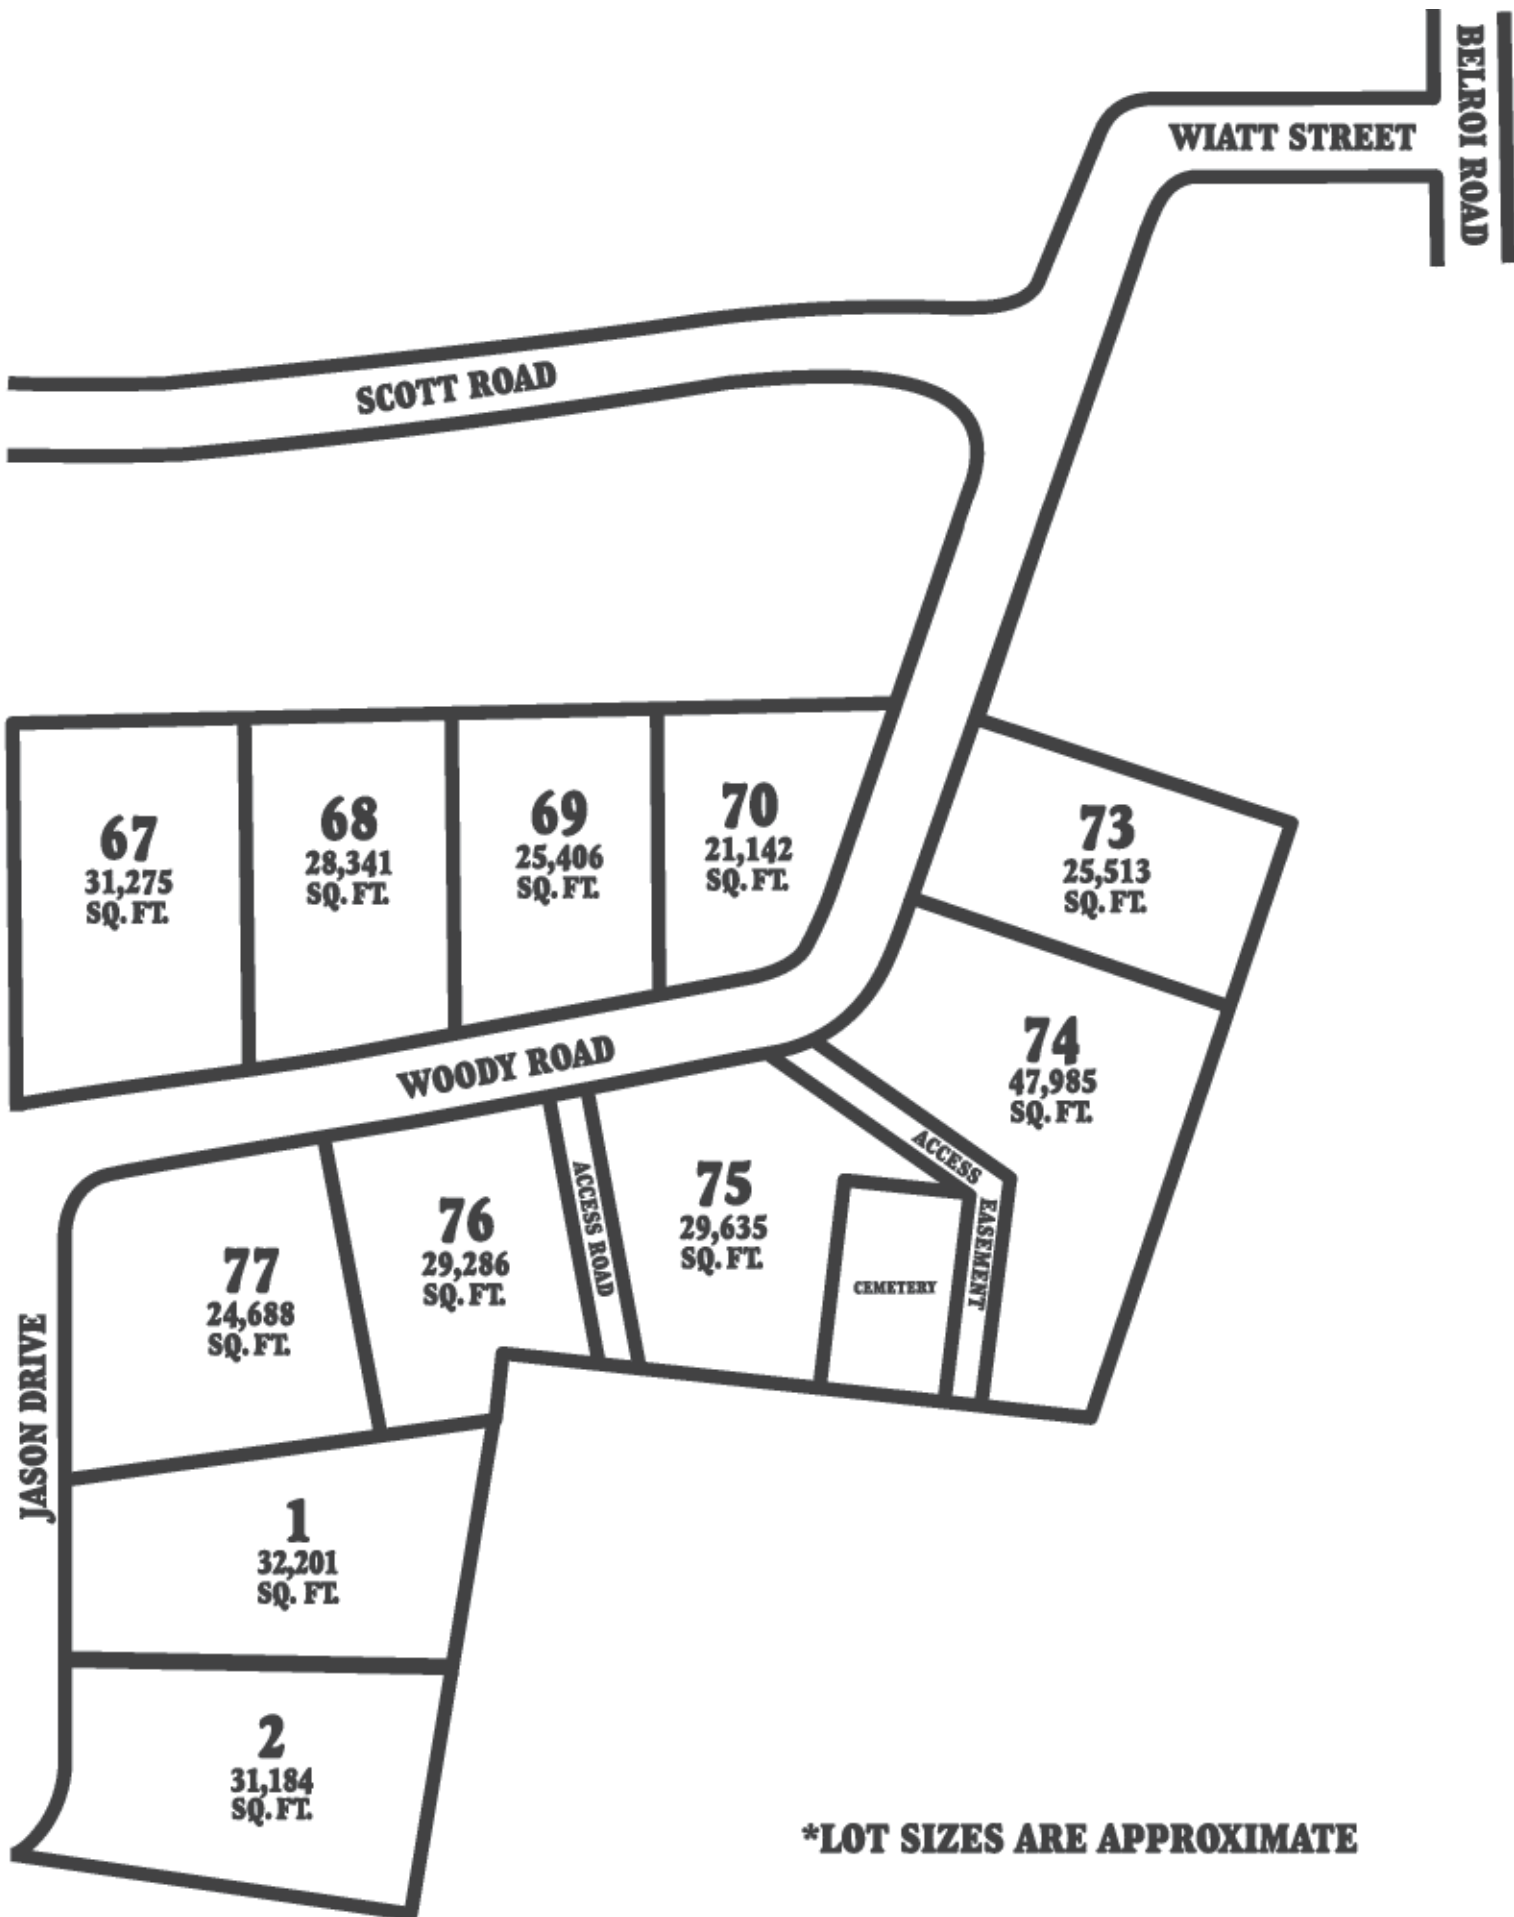 BELROI ROAD
WIATT STREET
SCOTT ROAD
67
31,275
SQ. FT.
68
28,341
SQ. FT.
69
25,406
SQ. FT.
70
21,142
SQ. FT.
73
25,513
SQ. FT.
WOODY ROAD
74
47,985
SQ. FT.
ACCESS
EASEMENT
ACCESS ROAD
75
29,635
SQ. FT.
76
29,286
SQ. FT.
77
24,688
SQ. FT.
CEMETERY
JASON DRIVE
1
32,201
SQ. FT.
2
31,184
SQ. FT.
*LOT SIZES ARE APPROXIMATE